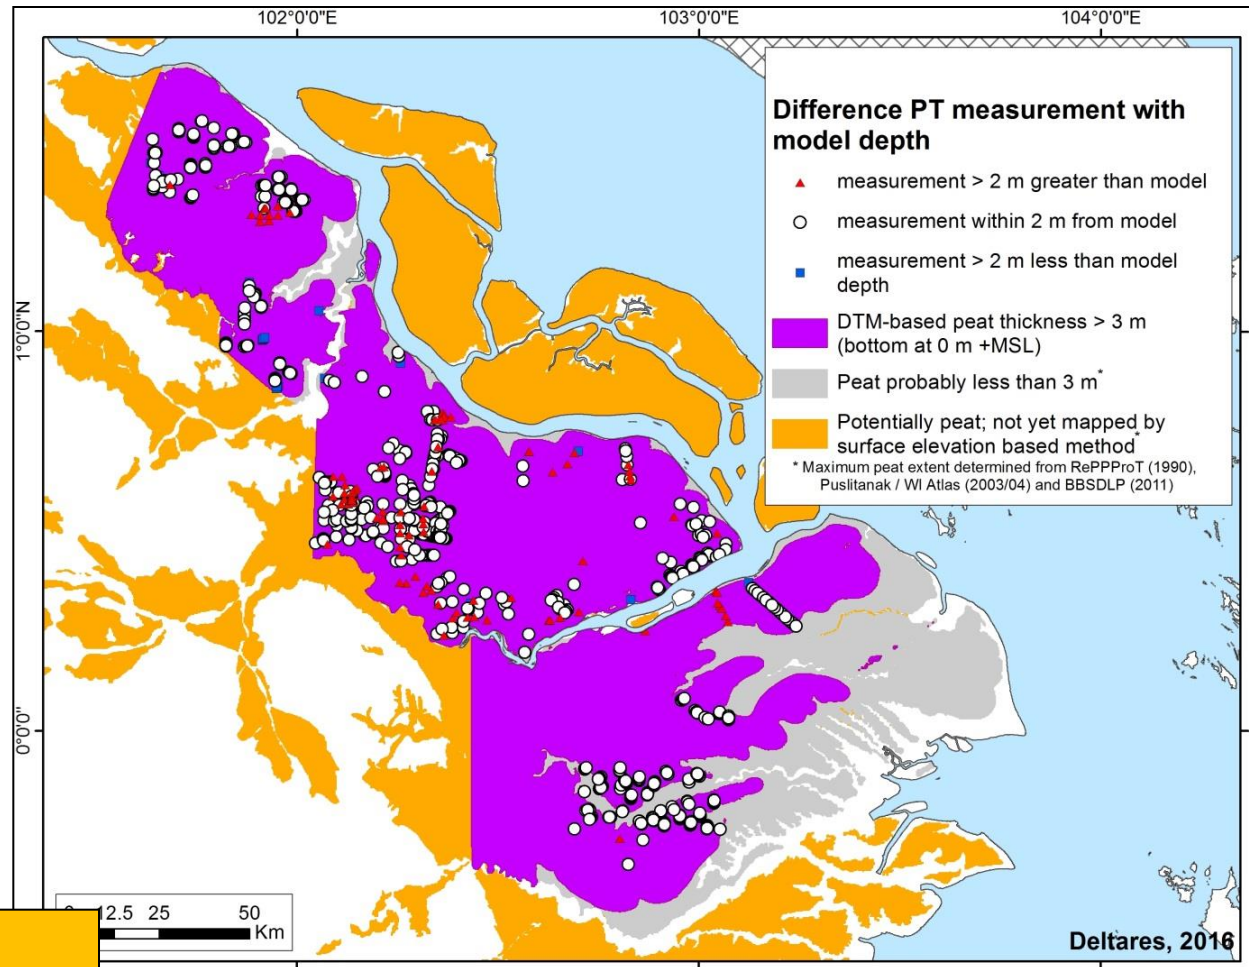 102°0'0"E
103°0'0"E
104°0'0"E
Difference PT measurement with
model depth
measurement > 2 m greater than model
measurement within 2 m from model
measurement > 2 m less than model
depth
DTM-based peat thickness > 3 m
(bottom at 0 m +MSL)
Peat probably less than 3 m*
Potentially peat; not yet mapped by
surface elevation based method*
* Maximum peat extent determined from RePPProT (1990),
Puslitanak / WI Atlas (2003/04) and BBSDLP (2011)
1°0'0"N
0°0'0"
12.5 25 50
Km
Deltares, 2016